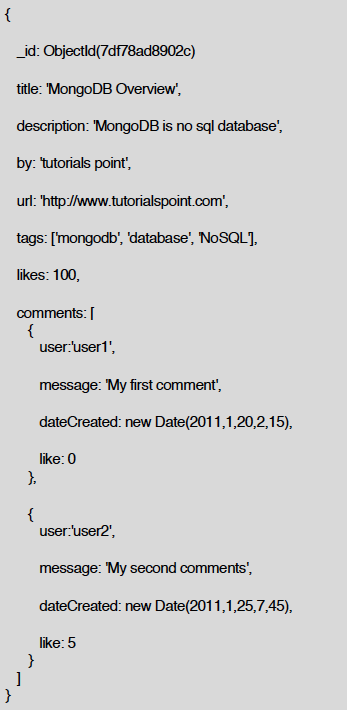 {
_id: ObjectId(7df78ad8902c)
title: 'MongoDB Overview',
description: 'MongoDB is no sql database',
by: 'tutorials point',
url: 'http://www.tutorialspoint.com',
tags: ['mongodb', 'database', 'NoSQL'],
likes: 100,
comments: [
{
user:'user1',
message: 'My first comment',
dateCreated: new Date(2011,1,20,2,15),
like: 0
},
{
user:'user2',
message: 'My second comments',
dateCreated: new Date(2011,1,25,7,45),
like: 5
}
]
}